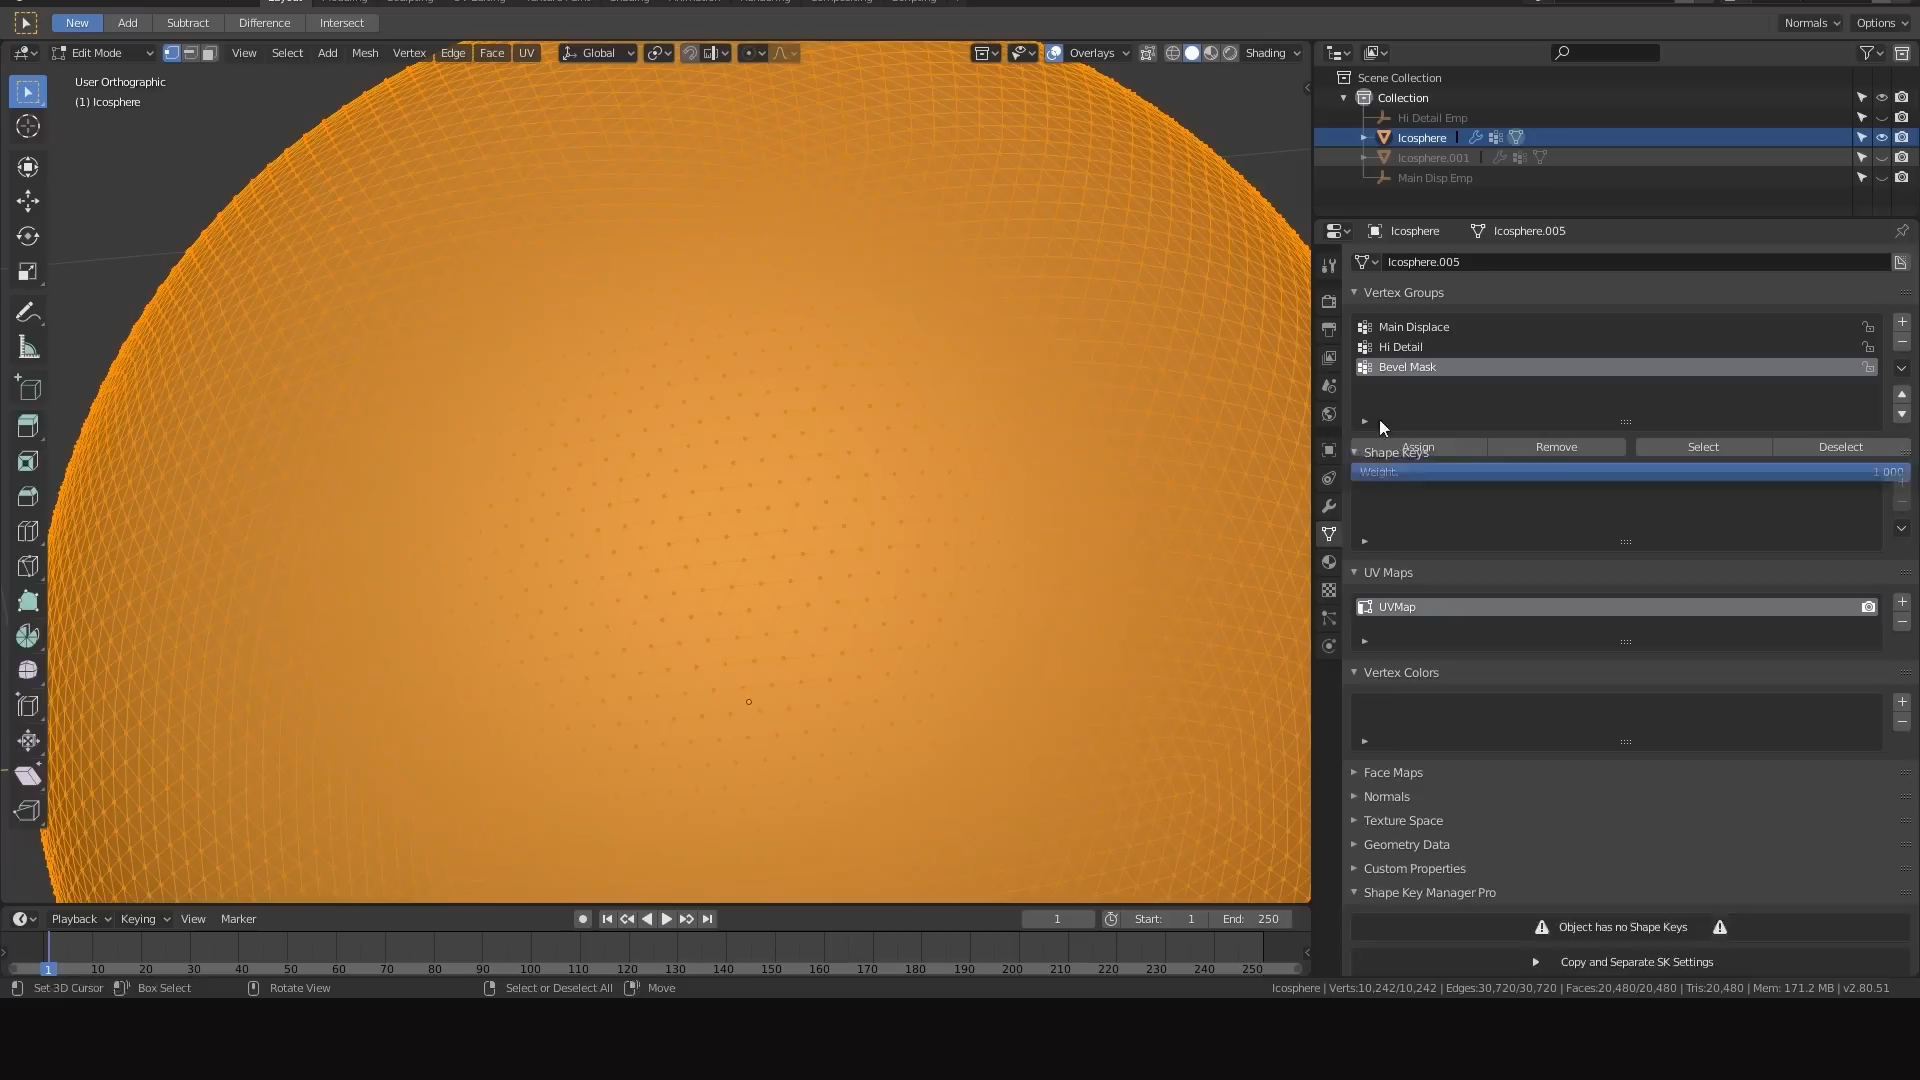 New Add Subtract Difference Intersect Normals Options
Edit Mode View Select Add Mesh Vertex Edge Face UV Global Overlays Shading
User Orthographic
(1) Icosphere
Scene Collection
Collection
Hi Detail Emp
Icosphere
Icosphere.001
Main Disp Emp
Icosphere Icosphere.005
Icosphere.005
Vertex Groups
Main Displace
Hi Detail
Bevel Mask
Assign Remove Select Deselect
Shape Keys
Weight: 1.000
UV Maps
UVMap
Vertex Colors
Face Maps
Normals
Texture Space
Geometry Data
Custom Properties
Shape Key Manager Pro
Object has no Shape Keys
Copy and Separate SK Settings
Playback Keying View Marker 1 Start: 1 End: 250
1 10 20 30 40 50 60 70 80 90 100 110 120 130 140 150 160 170 180 190 200 210 220 230 240 250
Set 3D Cursor Box Select Rotate View Select or Deselect All Move Icosphere | Verts:10,242/10,242 | Edges:30,720/30,720 | Faces:20,480/20,480 | Tris:20,480 | Mem: 171.2 MB | v2.80.51